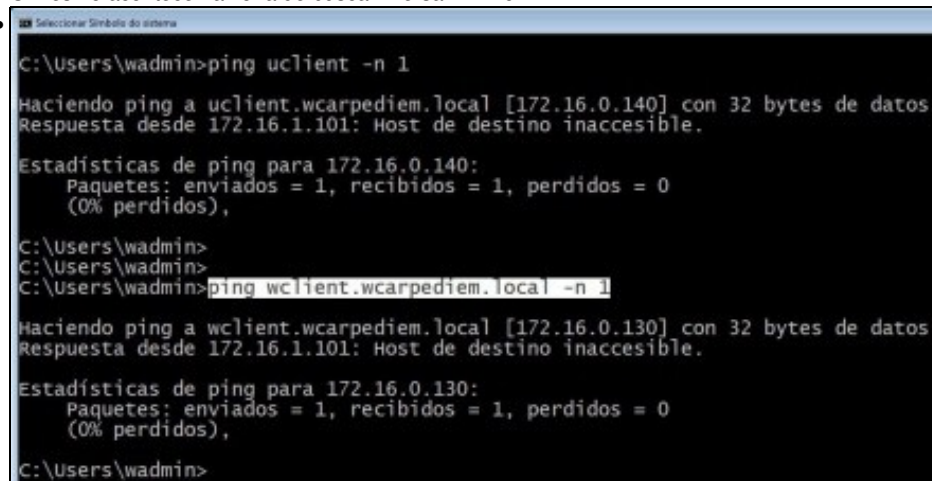 Seleccionar Símbolo del sistema
C:\Users\wadmin>ping uclient -n 1
Haciendo ping a uclient.wcarpediem.local [172.16.0.140] con 32 bytes de datos
Respuesta desde 172.16.1.101: Host de destino inaccesible.
Estadísticas de ping para 172.16.0.140:
Paquetes: enviados = 1, recibidos = 1, perdidos = 0
(0% perdidos),
C:\Users\wadmin>
C:\Users\wadmin>
C:\Users\wadmin>ping wclient.wcarpediem.local -n 1
Haciendo ping a wclient.wcarpediem.local [172.16.0.130] con 32 bytes de datos
Respuesta desde 172.16.1.101: Host de destino inaccesible.
Estadísticas de ping para 172.16.0.130:
Paquetes: enviados = 1, recibidos = 1, perdidos = 0
(0% perdidos),
C:\Users\wadmin>